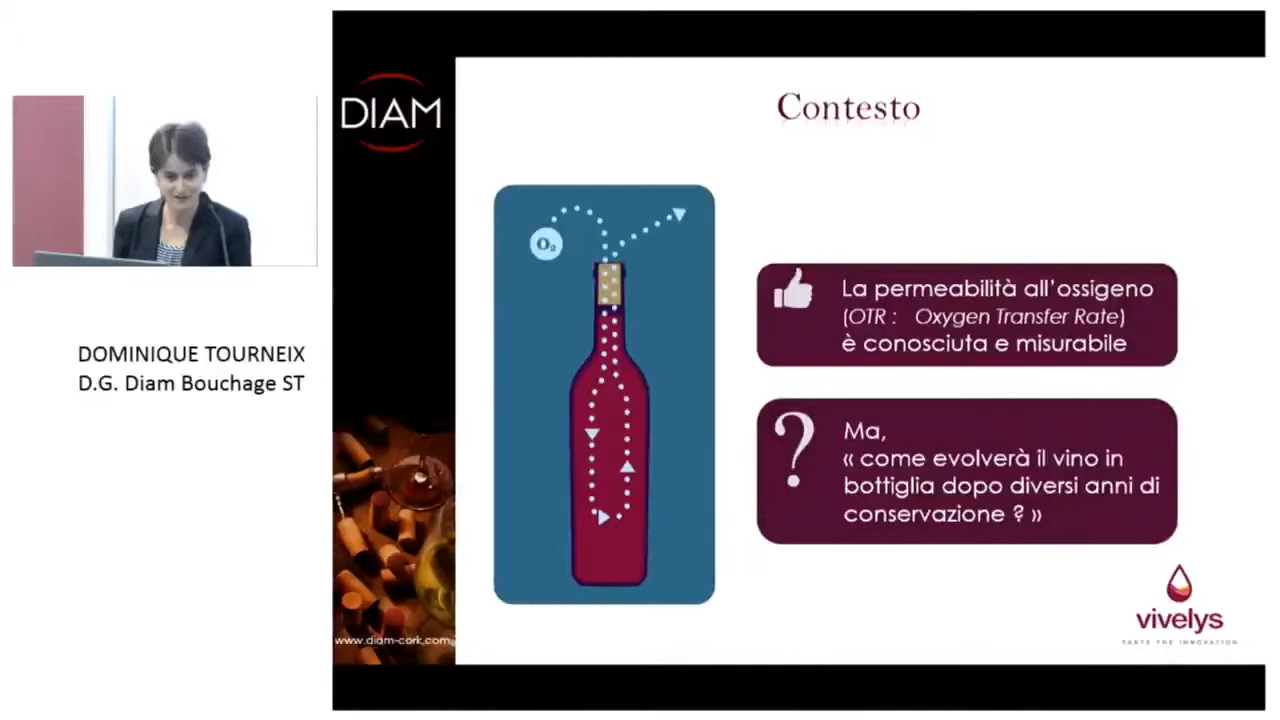 DIAM
Contesto
O₂
La permeabilità all'ossigeno
(OTR : Oxygen Transfer Rate)
è conosciuta e misurabile
DOMINIQUE TOURNEIX
D.G. Diam Bouchage ST
?
Ma,
« come evolverà il vino in
bottiglia dopo diversi anni di
conservazione ? »
www.diam-cork.com
vivelys
TASTE THE INNOVATION